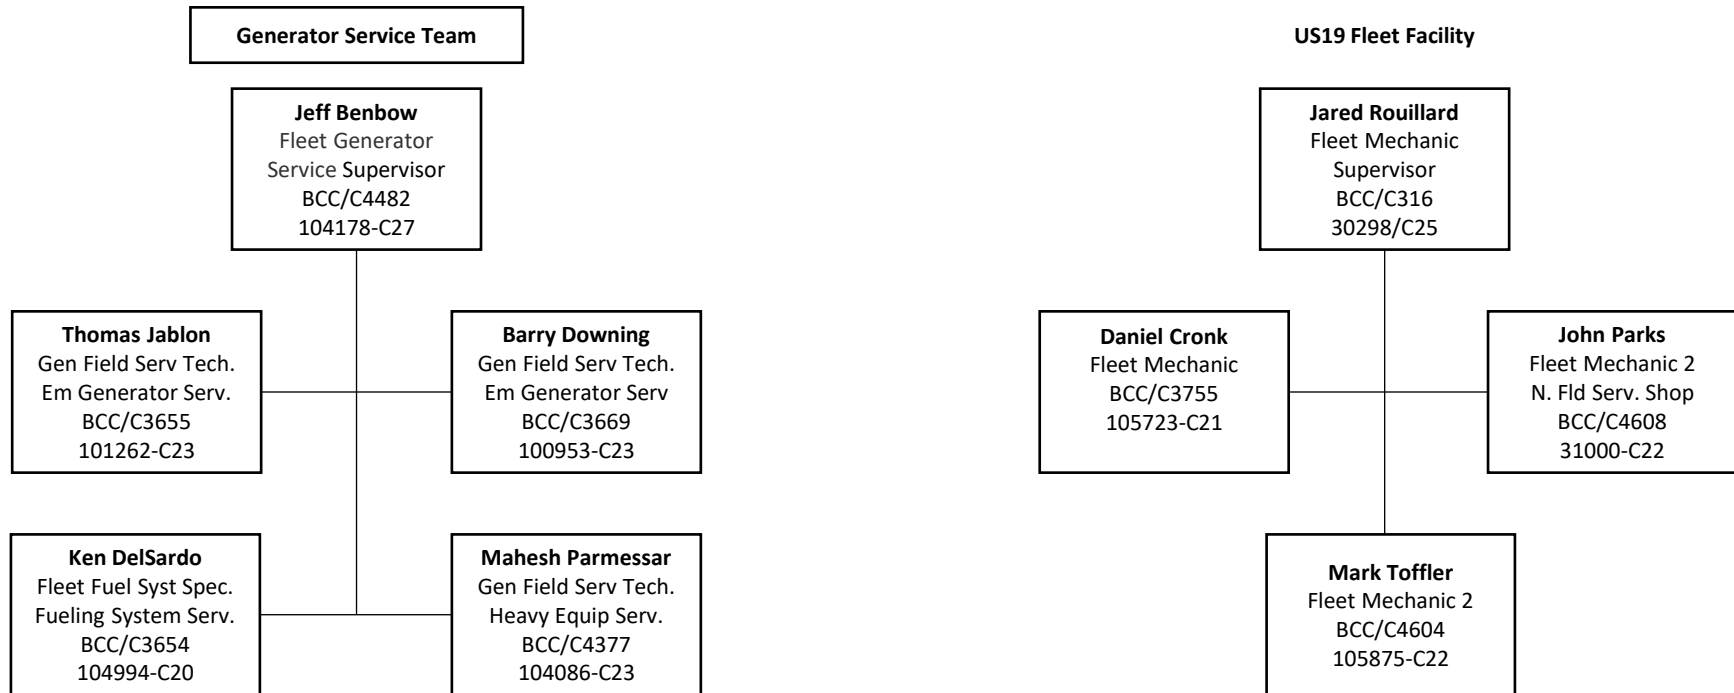 Generator Service Team
Jeff Benbow
Fleet Generator
Service Supervisor
BCC/C4482
104178-C27
Thomas Jablon
Gen Field Serv Tech.
Em Generator Serv.
BCC/C3655
101262-C23
Barry Downing
Gen Field Serv Tech.
Em Generator Serv
BCC/C3669
100953-C23
Ken DelSardo
Fleet Fuel Syst Spec.
Fueling System Serv.
BCC/C3654
104994-C20
Mahesh Parmessar
Gen Field Serv Tech.
Heavy Equip Serv.
BCC/C4377
104086-C23
US19 Fleet Facility
Jared Rouillard
Fleet Mechanic
Supervisor
BCC/C316
30298/C25
Daniel Cronk
Fleet Mechanic
BCC/C3755
105723-C21
John Parks
Fleet Mechanic 2
N. Fld Serv. Shop
BCC/C4608
31000-C22
Mark Toffler
Fleet Mechanic 2
BCC/C4604
105875-C22